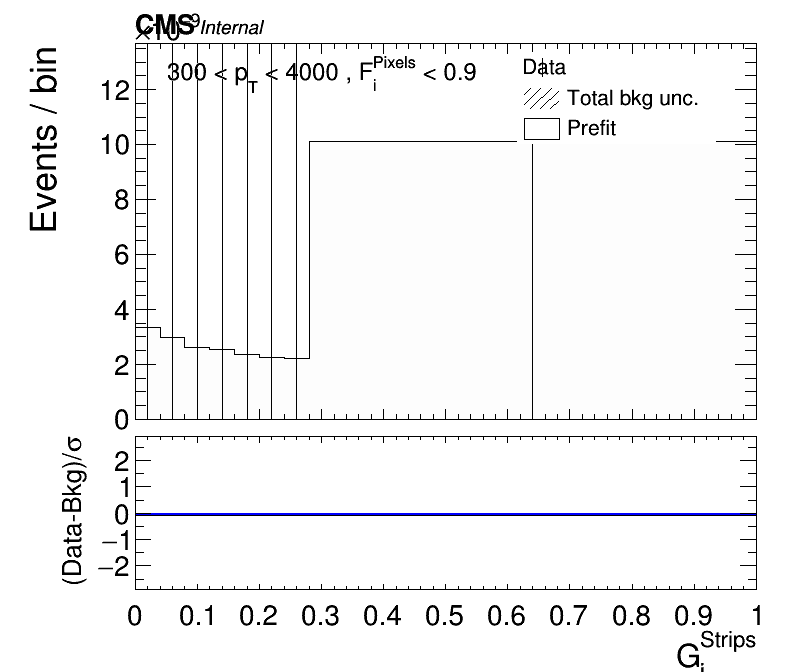 CMS Internal
×10⁹
300 < p_T < 4000 , F_i^Pixels < 0.9
Data
Total bkg unc.
Prefit
Events / bin
12
10
8
6
4
2
0
(Data-Bkg)/σ
2
1
0
−1
−2
0 0.1 0.2 0.3 0.4 0.5 0.6 0.7 0.8 0.9 1
G_i^Strips